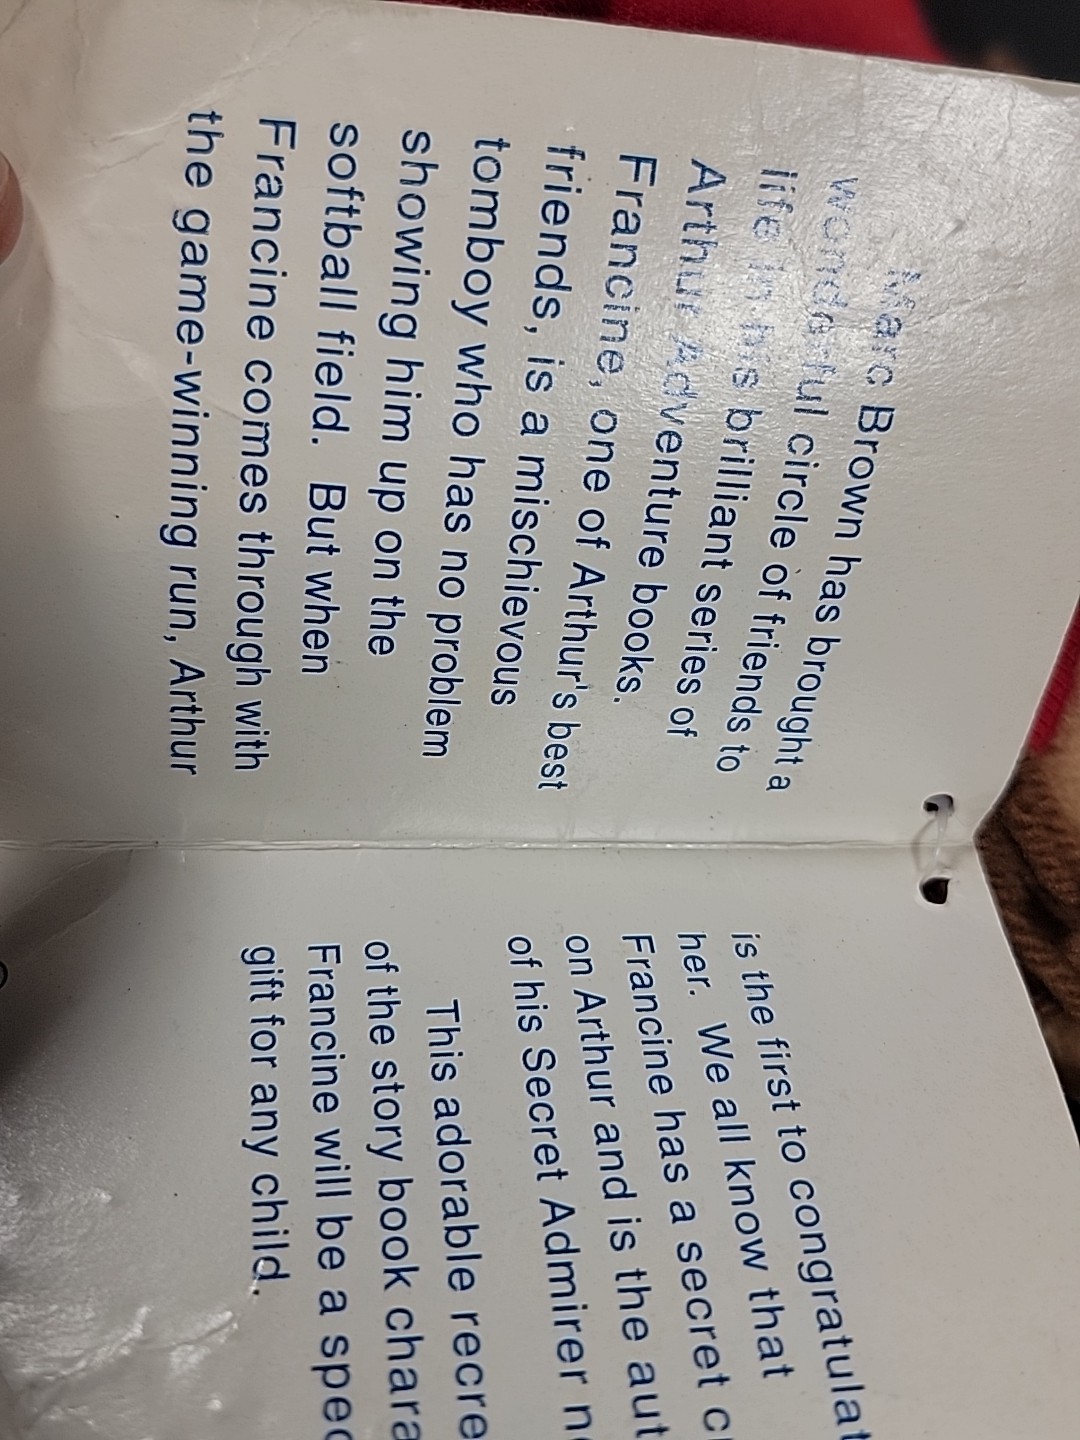 Marc Brown has brought a
wonderful circle of friends to
life in his brilliant series of
Arthur Adventure books.
Francine, one of Arthur's best
friends, is a mischievous
tomboy who has no problem
showing him up on the
softball field. But when
Francine comes through with
the game-winning run, Arthur
is the first to congratulat
her. We all know that
Francine has a secret c
on Arthur and is the aut
of his Secret Admirer n
This adorable recre
of the story book chara
Francine will be a spec
gift for any child.